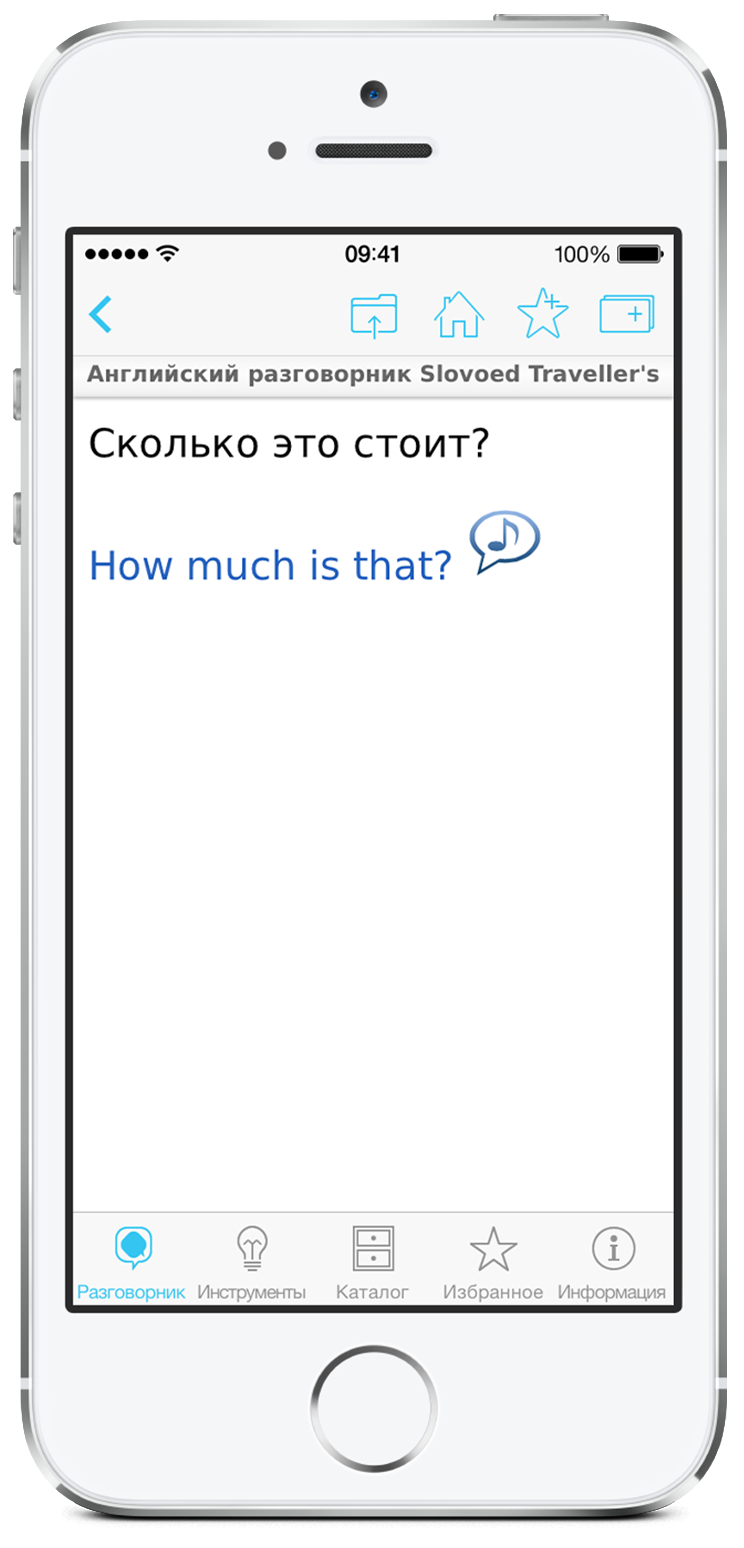 09:41 100%
Английский разговорник Slovoed Traveller's
Сколько это стоит?
How much is that?
Разговорник Инструменты Каталог Избранное Информация